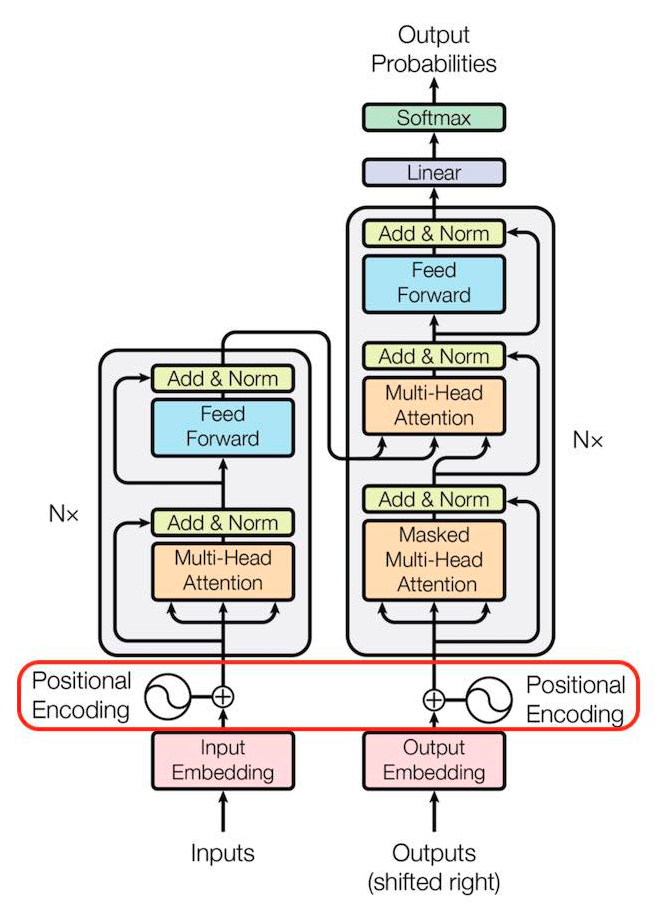 Output
Probabilities
Softmax
Linear
Add & Norm
Feed
Forward
Add & Norm
Multi-Head
Attention
Nx
Add & Norm
Masked
Multi-Head
Attention
Add & Norm
Feed
Forward
Nx
Add & Norm
Multi-Head
Attention
Positional
Encoding
Positional
Encoding
Input
Embedding
Output
Embedding
Inputs
Outputs
(shifted right)